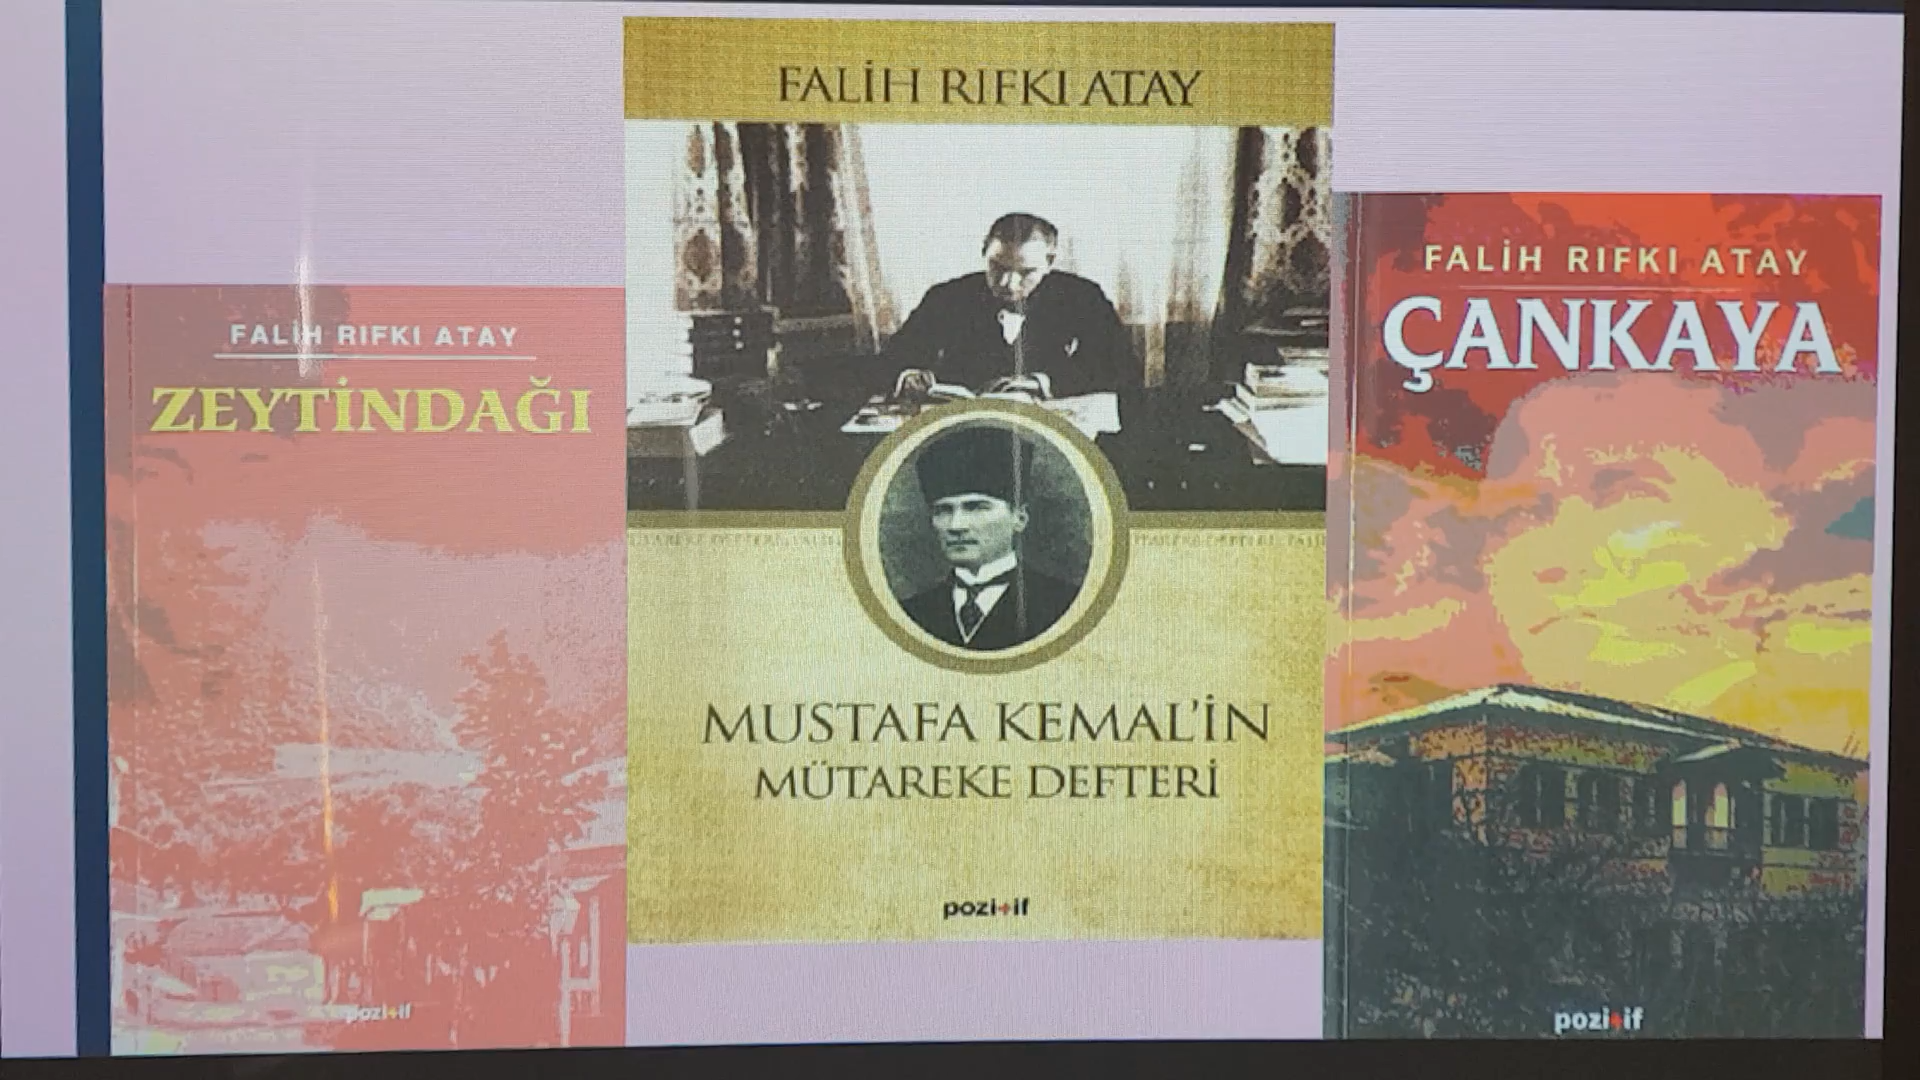 FALİH RIFKI ATAY
ZEYTİNDAĞI
pozitif
FALİH RIFKI ATAY
MUSTAFA KEMAL'İN
MÜTAREKE DEFTERİ
pozitif
FALİH RIFKI ATAY
ÇANKAYA
pozitif